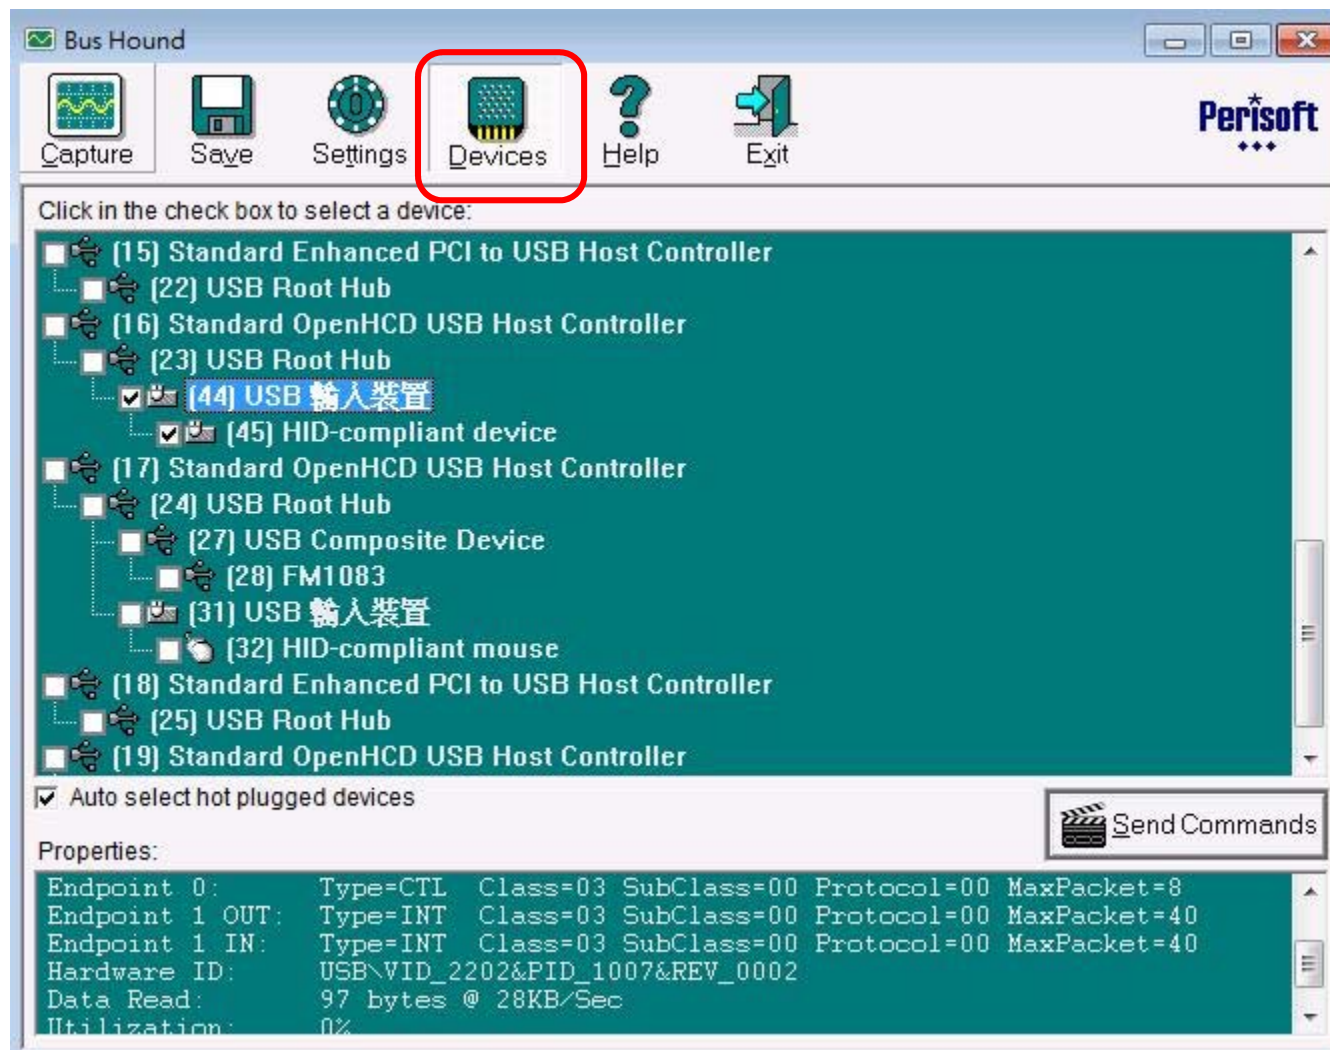 Bus Hound
Capture Save Settings Devices Help Exit
Perisoft
Click in the check box to select a device:
(15) Standard Enhanced PCI to USB Host Controller
(22) USB Root Hub
(16) Standard OpenHCD USB Host Controller
(23) USB Root Hub
(44) USB 輸入裝置
(45) HID-compliant device
(17) Standard OpenHCD USB Host Controller
(24) USB Root Hub
(27) USB Composite Device
(28) FM1083
(31) USB 輸入裝置
(32) HID-compliant mouse
(18) Standard Enhanced PCI to USB Host Controller
(25) USB Root Hub
(19) Standard OpenHCD USB Host Controller
Auto select hot plugged devices
Send Commands
Properties:
Endpoint 0: Type=CTL Class=03 SubClass=00 Protocol=00 MaxPacket=8
Endpoint 1 OUT: Type=INT Class=03 SubClass=00 Protocol=00 MaxPacket=40
Endpoint 1 IN: Type=INT Class=03 SubClass=00 Protocol=00 MaxPacket=40
Hardware ID: USB\VID_2202&PID_1007&REV_0002
Data Read: 97 bytes @ 28KB/Sec
Utilization: 0%